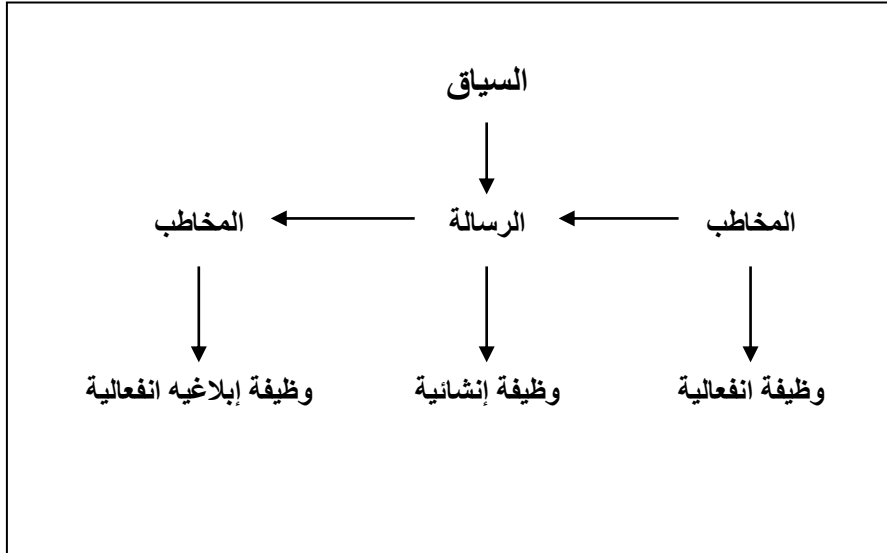 السياق
المخاطب الرسالة المخاطب
وظيفة انفعالية وظيفة إنشائية وظيفة إبلاغيه انفعالية